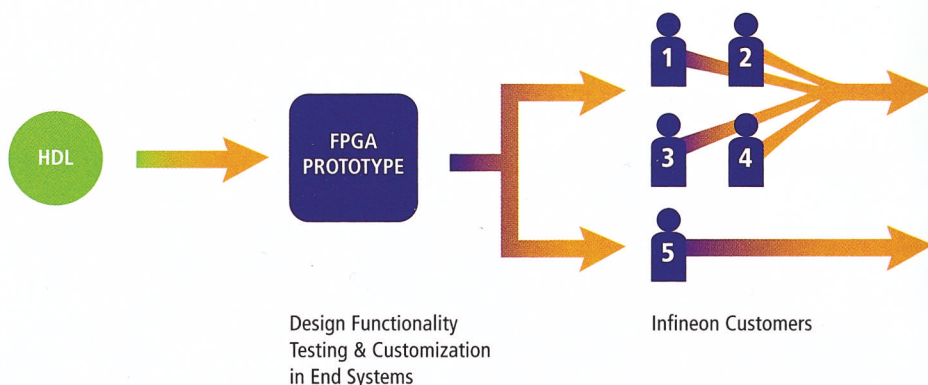 HDL
FPGA
PROTOTYPE
1
2
3
4
5
Design Functionality
Testing & Customization
in End Systems
Infineon Customers